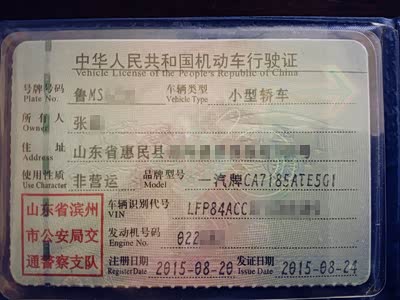 中华人民共和国机动车行驶证
Vehicle License of the People's Republic of China
号牌号码 鲁MS 车辆类型 小型轿车
Plate No. Vehicle Type
所有人 张
Owner
住址 山东省惠民县
Address
使用性质 非营运 品牌型号 一汽牌CA7185ATE5G1
Use Character
山东省滨州市公安局交通警察支队
车辆识别代号 LFP84ACC
VIN
发动机号码 022
Engine No.
注册日期 2015-08-20 发证日期 2015-08-24
Register Date Issue Date